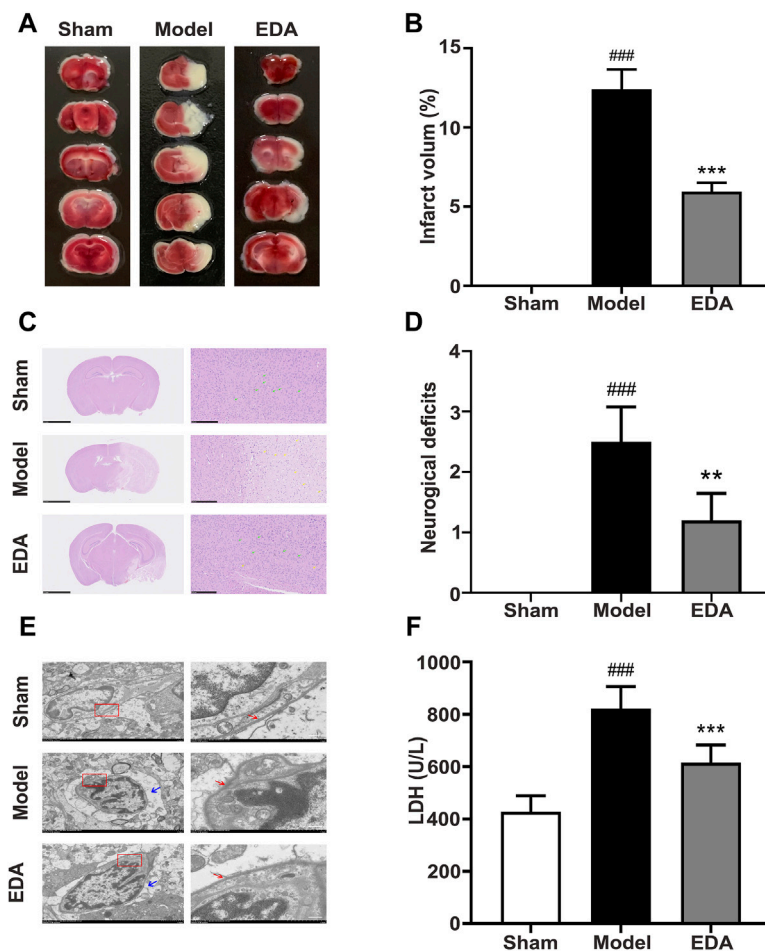 A
Sham Model EDA
B
Infarct volum (%)
15
10
5
0
###
***
Sham Model EDA
C
Sham
Model
EDA
D
Neurogical deficits
4
3
2
1
0
###
**
Sham Model EDA
E
Sham
Model
EDA
F
LDH (U/L)
1000
800
600
400
200
0
###
***
Sham Model EDA